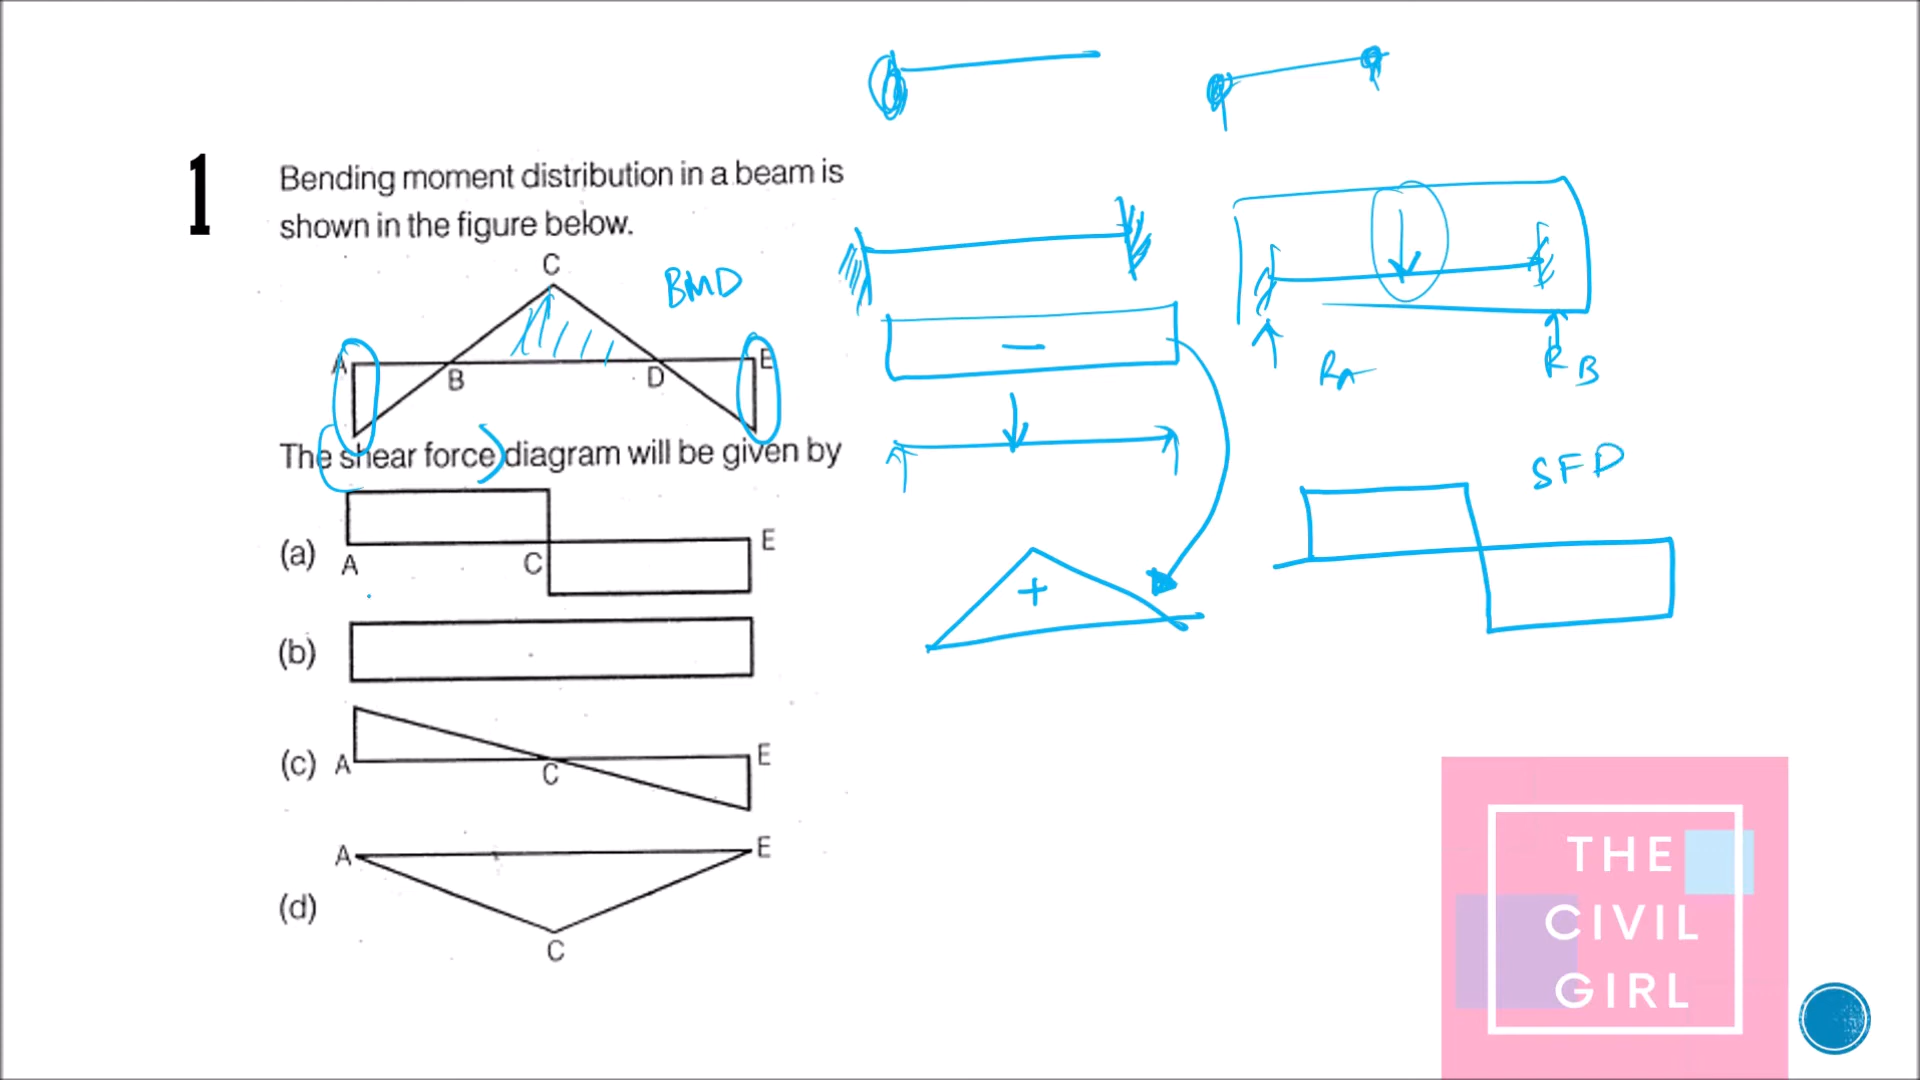 1
Bending moment distribution in a beam is
shown in the figure below.
C
BMD
A
B
D
E
The shear force diagram will be given by
(a)
A
C
E
(b)
(c)
A
C
E
(d)
A
E
C
−
+
RA
RB
SFD
THE
CIVIL
GIRL